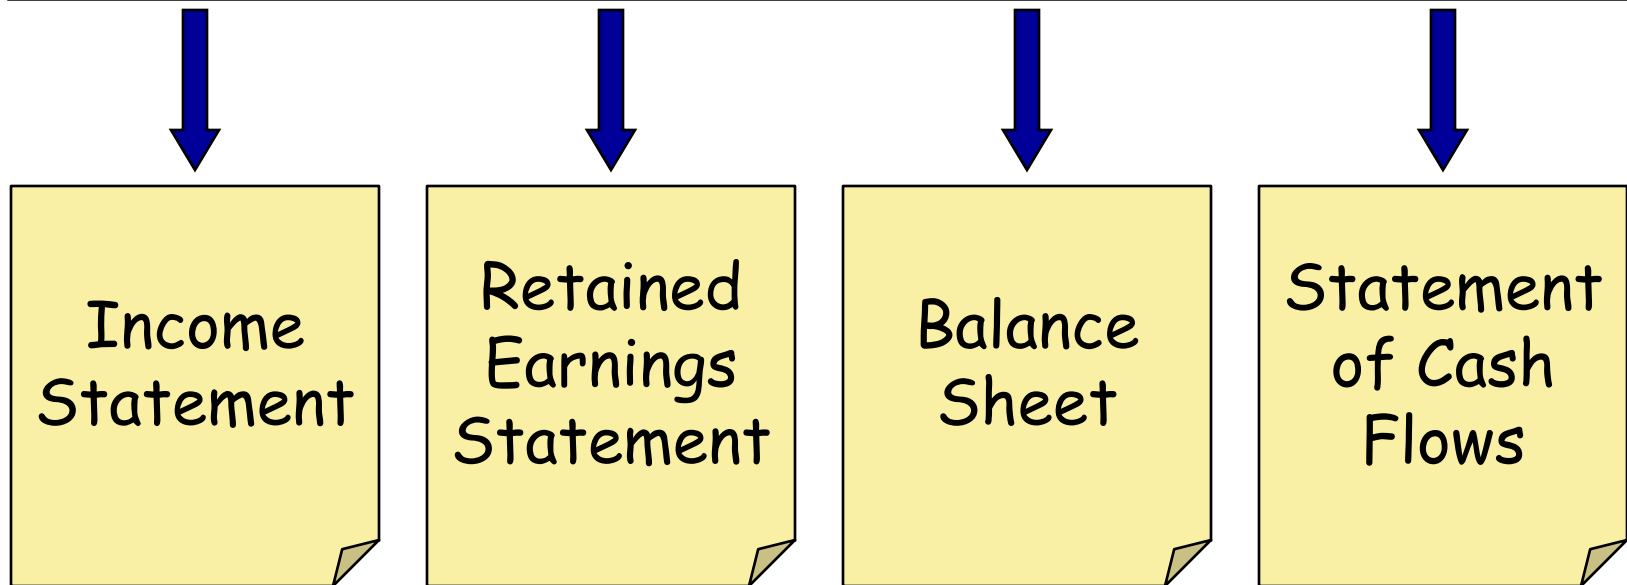 Income
Statement
Retained
Earnings
Statement
Balance
Sheet
Statement
of Cash
Flows